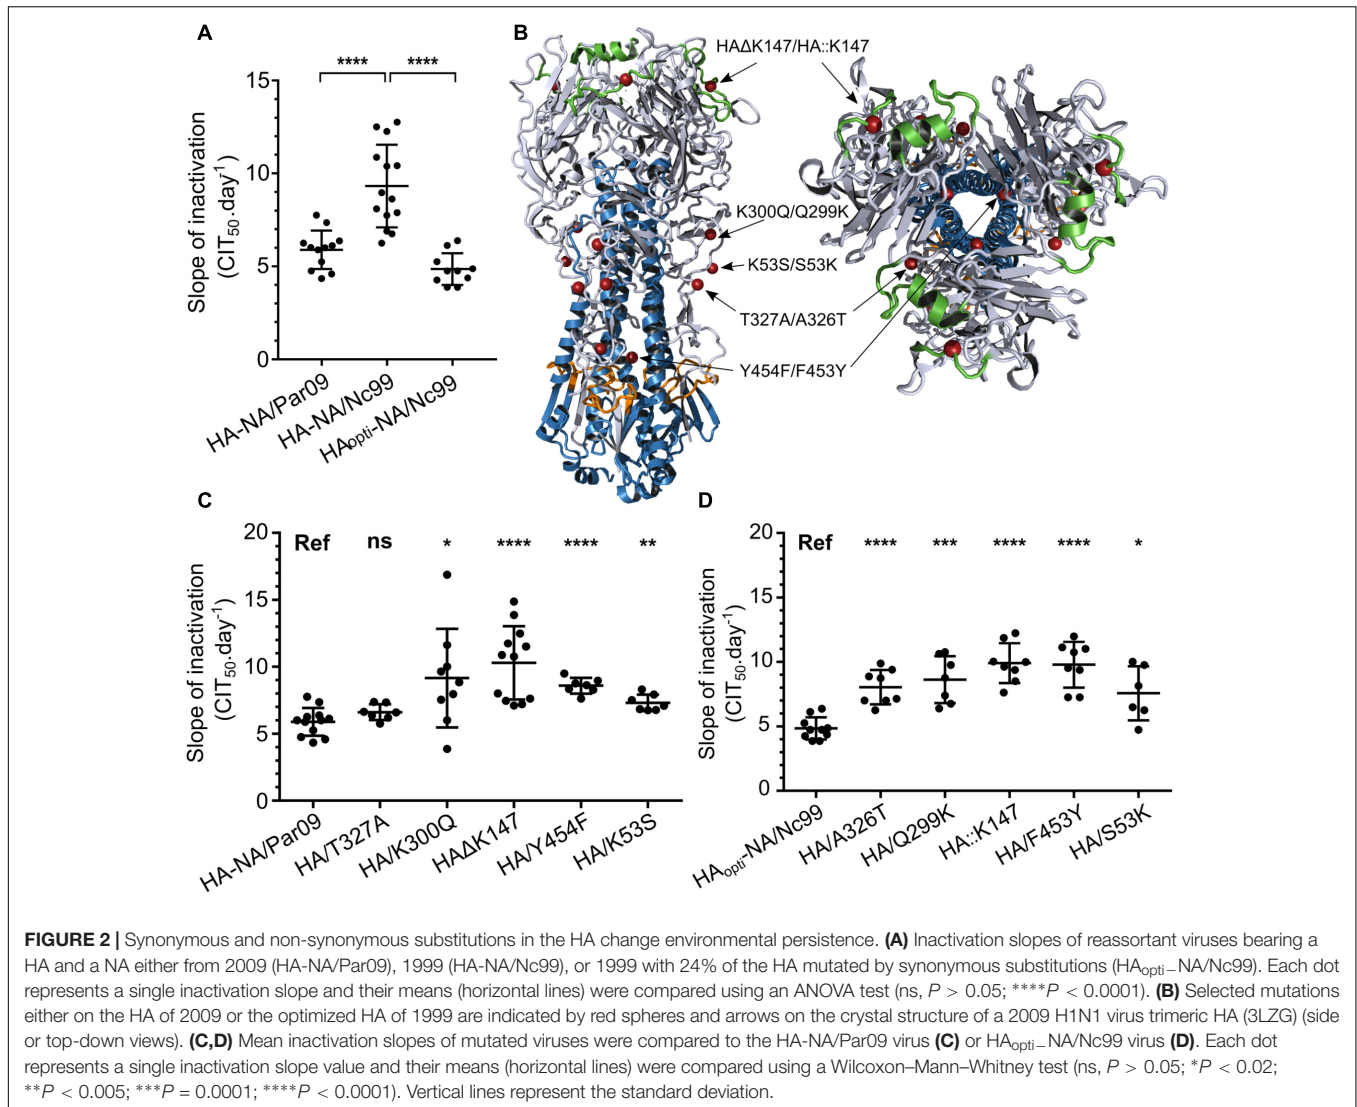 A
15
10
5
0
Slope of inactivation
(CIT50.day-1)
**** ****
HA-NA/Par09
HA-NA/Nc99
HAopti-NA/Nc99
B
HAΔK147/HA::K147
K300Q/Q299K
K53S/S53K
T327A/A326T
Y454F/F453Y
C
20
15
10
5
0
Slope of inactivation
(CIT50.day-1)
Ref ns * **** **** **
HA-NA/Par09
HA/T327A
HA/K300Q
HAΔK147
HA/Y454F
HA/K53S
D
20
15
10
5
0
Slope of inactivation
(CIT50.day-1)
Ref **** *** **** **** *
HAopti-NA/Nc99
HA/A326T
HA/Q299K
HA::K147
HA/F453Y
HA/S53K
FIGURE 2 | Synonymous and non-synonymous substitutions in the HA change environmental persistence. (A) Inactivation slopes of reassortant viruses bearing a
HA and a NA either from 2009 (HA-NA/Par09), 1999 (HA-NA/Nc99), or 1999 with 24% of the HA mutated by synonymous substitutions (HAopti–NA/Nc99). Each dot
represents a single inactivation slope and their means (horizontal lines) were compared using an ANOVA test (ns, P > 0.05; ****P < 0.0001). (B) Selected mutations
either on the HA of 2009 or the optimized HA of 1999 are indicated by red spheres and arrows on the crystal structure of a 2009 H1N1 virus trimeric HA (3LZG) (side
or top-down views). (C,D) Mean inactivation slopes of mutated viruses were compared to the HA-NA/Par09 virus (C) or HAopti–NA/Nc99 virus (D). Each dot
represents a single inactivation slope value and their means (horizontal lines) were compared using a Wilcoxon–Mann–Whitney test (ns, P > 0.05; *P < 0.02;
**P < 0.005; ***P = 0.0001; ****P < 0.0001). Vertical lines represent the standard deviation.